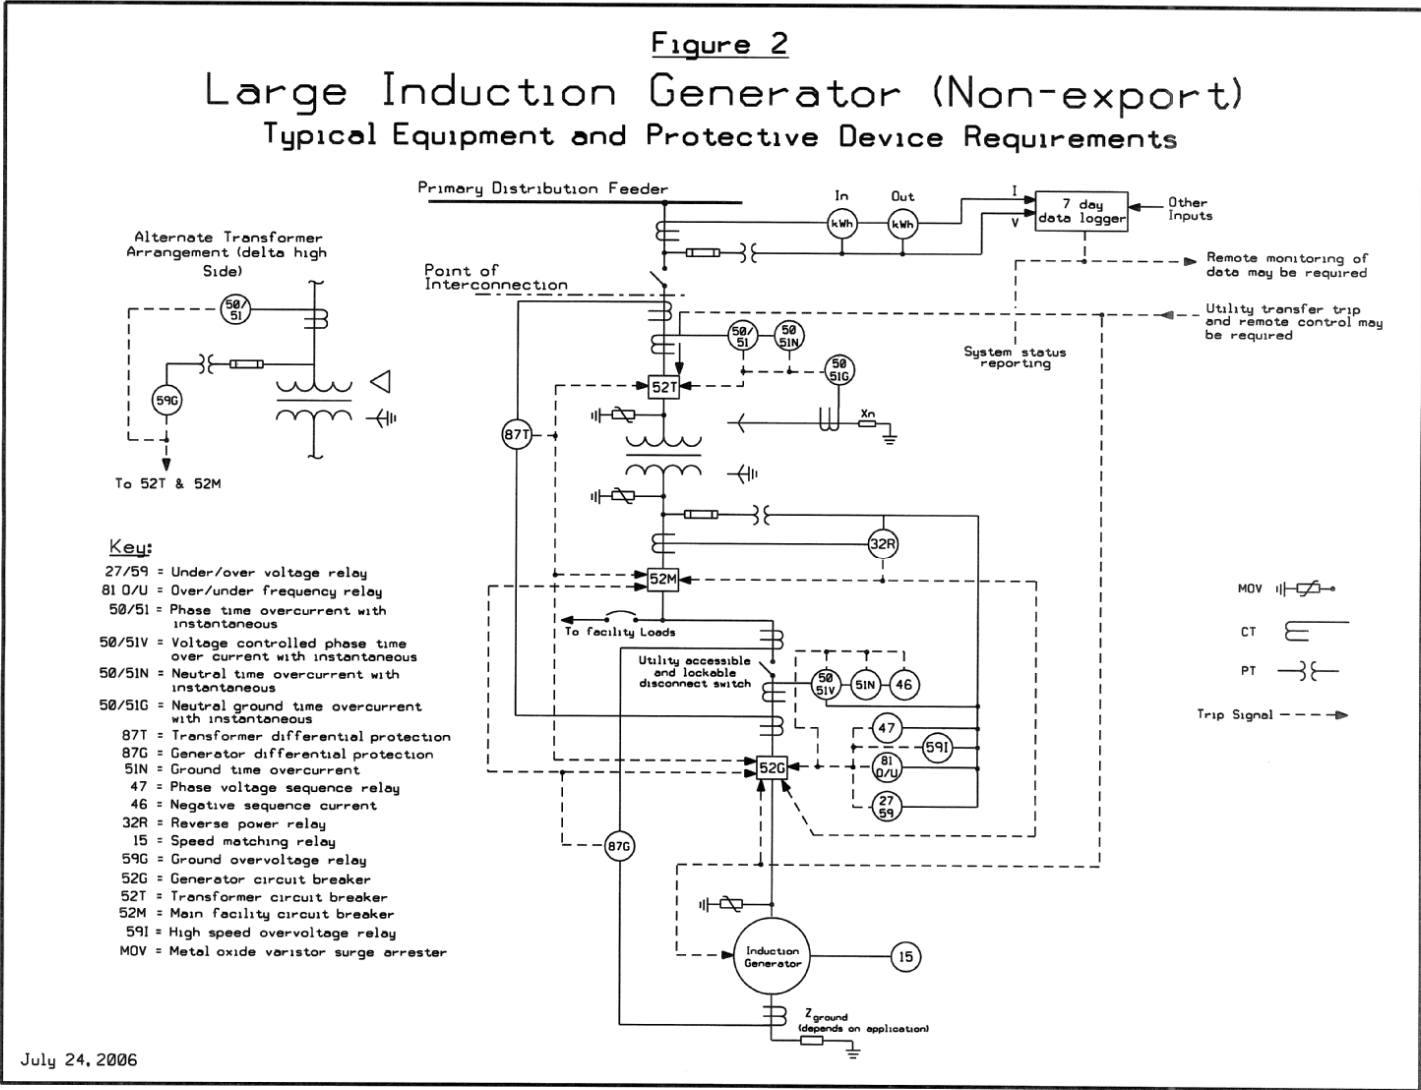 Figure 2
Large Induction Generator (Non-export)
Typical Equipment and Protective Device Requirements
Primary Distribution Feeder
In
Out
kWh
kWh
I
V
7 day
data logger
Other
Inputs
Remote monitoring of
data may be required
Utility transfer trip
and remote control may
be required
System status
reporting
Alternate Transformer
Arrangement (delta high
Side)
50/
51
59G
To 52T & 52M
Point of
Interconnection
50/
51
50
51N
50
51G
52T
Xn
87T
32R
52M
To facility Loads
Utility accessible
and lockable
disconnect switch
50
51V
51N
46
47
59I
81
O/U
27
59
52G
87G
Induction
Generator
15
Zground
(depends on application)
Key:
27/59 = Under/over voltage relay
81 O/U = Over/under frequency relay
50/51 = Phase time overcurrent with
instantaneous
50/51V = Voltage controlled phase time
over current with instantaneous
50/51N = Neutral time overcurrent with
instantaneous
50/51G = Neutral ground time overcurrent
with instantaneous
87T = Transformer differential protection
87G = Generator differential protection
51N = Ground time overcurrent
47 = Phase voltage sequence relay
46 = Negative sequence current
32R = Reverse power relay
15 = Speed matching relay
59G = Ground overvoltage relay
52G = Generator circuit breaker
52T = Transformer circuit breaker
52M = Main facility circuit breaker
59I = High speed overvoltage relay
MOV = Metal oxide varistor surge arrester
MOV
CT
PT
Trip Signal
July 24, 2006